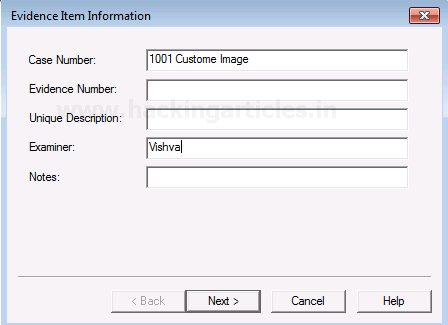 Evidence Item Information
Case Number: 1001 Custome Image
Evidence Number:
www.hackingarticles.in
Unique Description:
Examiner: Vishva
Notes:
< Back Next > Cancel Help